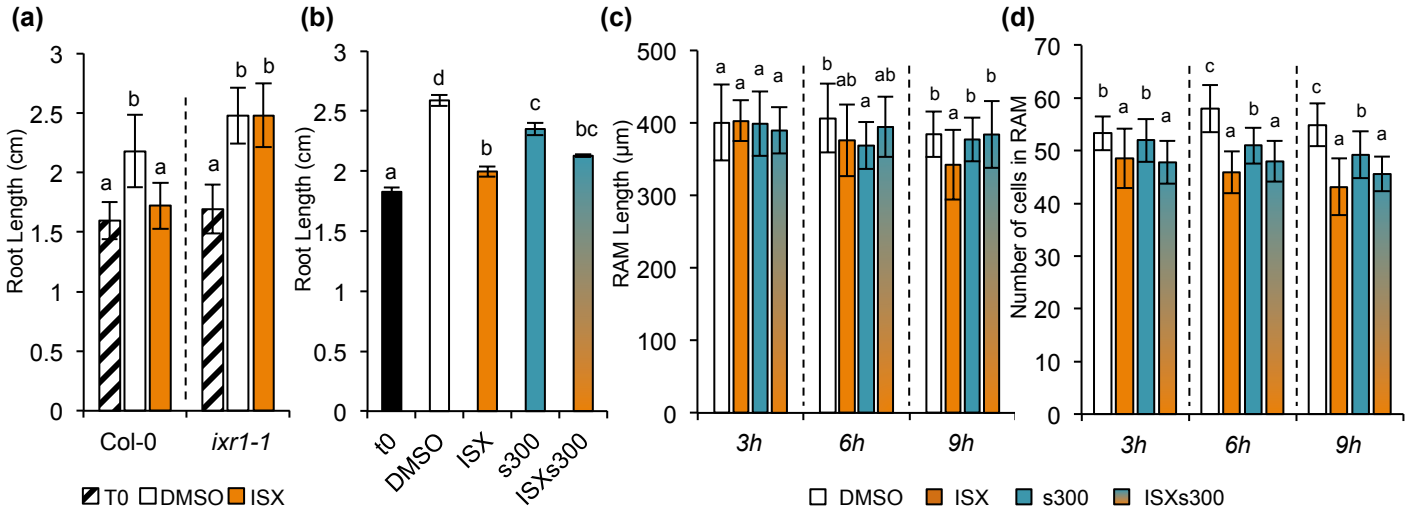 (a)
Root Length (cm)
3
2.5
2
1.5
1
0.5
0
a b a a b b
Col-0 ixr1-1
T0 DMSO ISX
(b)
Root Length (cm)
3
2.5
2
1.5
1
0.5
0
a d b c bc
t0 DMSO ISX s300 ISXs300
(c)
RAM Length (µm)
500
400
300
200
100
0
a a a a b ab a ab b a b b
3h 6h 9h
(d)
Number of cells in RAM
70
60
50
40
30
20
10
0
b a b a c a b a c a b a
3h 6h 9h
DMSO ISX s300 ISXs300